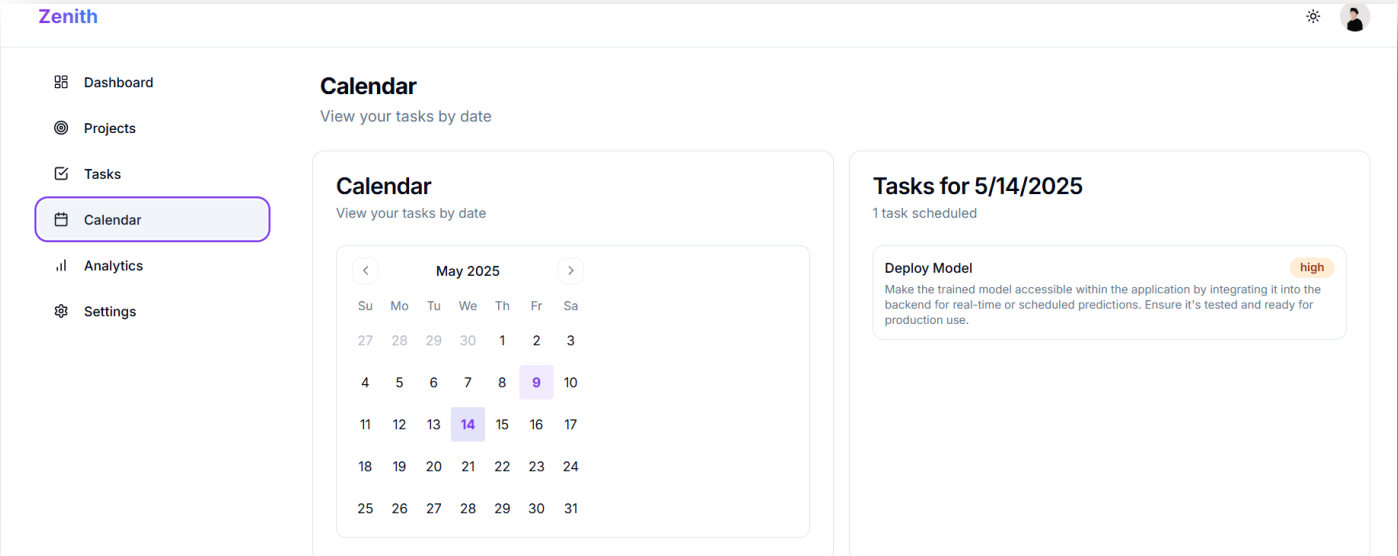 Zenith
Dashboard
Projects
Tasks
Calendar
Analytics
Settings
Calendar
View your tasks by date
Calendar
View your tasks by date
May 2025
Su Mo Tu We Th Fr Sa
27 28 29 30 1 2 3
4 5 6 7 8 9 10
11 12 13 14 15 16 17
18 19 20 21 22 23 24
25 26 27 28 29 30 31
Tasks for 5/14/2025
1 task scheduled
Deploy Model high
Make the trained model accessible within the application by integrating it into the
backend for real-time or scheduled predictions. Ensure it's tested and ready for
production use.